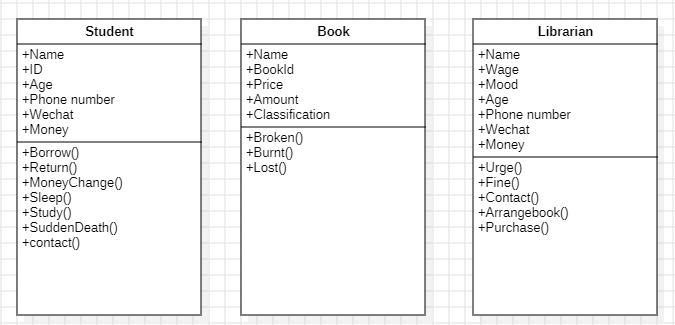 Student
+Name
+ID
+Age
+Phone number
+Wechat
+Money
+Borrow()
+Return()
+MoneyChange()
+Sleep()
+Study()
+SuddenDeath()
+contact()
Book
+Name
+BookId
+Price
+Amount
+Classification
+Broken()
+Burnt()
+Lost()
Librarian
+Name
+Wage
+Mood
+Age
+Phone number
+Wechat
+Money
+Urge()
+Fine()
+Contact()
+Arrangebook()
+Purchase()